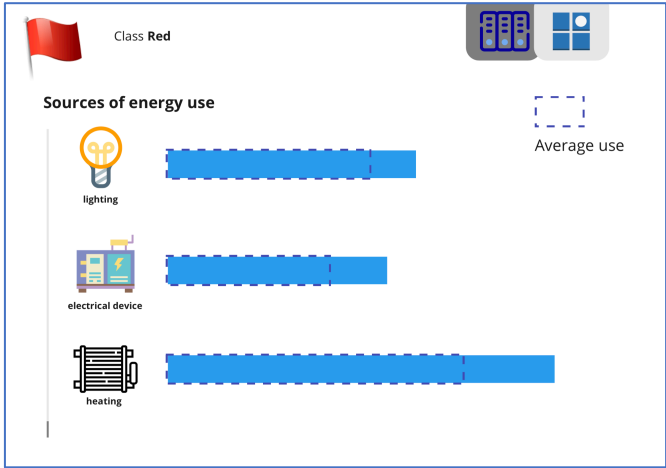 Class Red
Sources of energy use
Average use
lighting
electrical device
heating